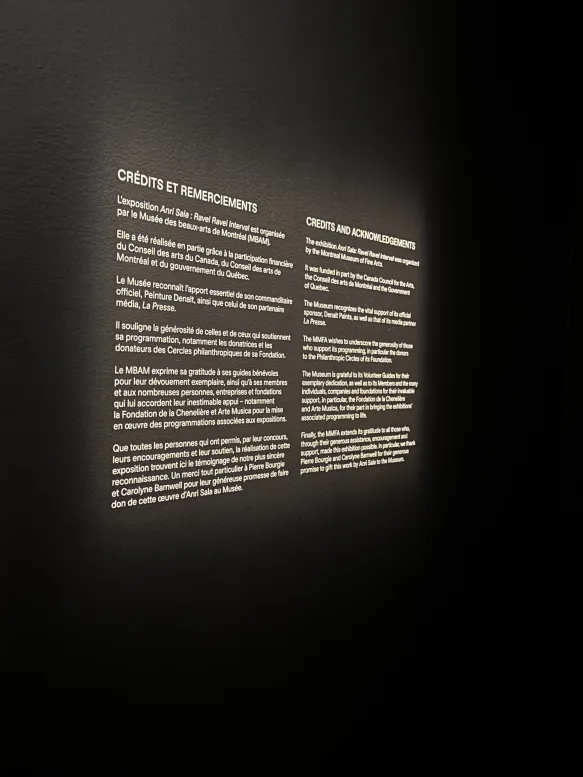 CRÉDITS ET REMERCIEMENTS
L'exposition Anri Sala : Ravel Ravel Interval est organisée
par le Musée des beaux-arts de Montréal (MBAM).
Elle a été réalisée en partie grâce à la participation financière
du Conseil des arts du Canada, du Conseil des arts de
Montréal et du gouvernement du Québec.
Le Musée reconnaît l'apport essentiel de son commanditaire
officiel, Peinture Denalt, ainsi que celui de son partenaire
média, La Presse.
Il souligne la générosité de celles et de ceux qui soutiennent
sa programmation, notamment les donatrices et les
donateurs des Cercles philanthropiques de sa Fondation.
Le MBAM exprime sa gratitude à ses guides bénévoles
pour leur dévouement exemplaire, ainsi qu'à ses membres
et aux nombreuses personnes, entreprises et fondations
qui lui accordent leur inestimable appui – notamment
la Fondation de la Chenelière et Arte Musica pour la mise
en œuvre des programmations associées aux expositions.
Que toutes les personnes qui ont permis, par leur concours,
leurs encouragements et leur soutien, la réalisation de cette
exposition trouvent ici le témoignage de notre plus sincère
reconnaissance. Un merci tout particulier à Pierre Bourgie
et Carolyne Barnwell pour leur généreuse promesse de faire
don de cette œuvre d'Anri Sala au Musée.
CREDITS AND ACKNOWLEDGEMENTS
The exhibition Anri Sala: Ravel Ravel Interval was organized
by the Montreal Museum of Fine Arts.
It was funded in part by the Canada Council for the Arts,
the Conseil des arts de Montréal and the Government
of Quebec.
The Museum recognizes the vital support of its official
sponsor, Denalt Paints, as well as that of its media partner
La Presse.
The MMFA wishes to underscore the generosity of those
who support its programming, in particular the donors
to the Philanthropic Circles of its Foundation.
The Museum is grateful to its Volunteer Guides for their
exemplary dedication, as well as to its Members and the many
individuals, companies and foundations for their invaluable
support, in particular, the Fondation de la Chenelière
and Arte Musica, for their part in bringing the exhibitions'
associated programming to life.
Finally, the MMFA extends its gratitude to all those who,
through their generous assistance, encouragement and
support, made this exhibition possible. In particular, we thank
Pierre Bourgie and Carolyne Barnwell for their generous
promise to gift this work by Anri Sala to the Museum.